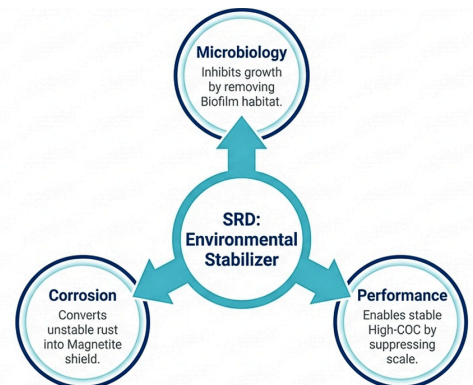 Microbiology
Inhibits growth
by removing
Biofilm habitat.
SRD:
Environmental
Stabilizer
Corrosion
Converts
unstable rust
into Magnetite
shield.
Performance
Enables stable
High-COC by
suppressing
scale.